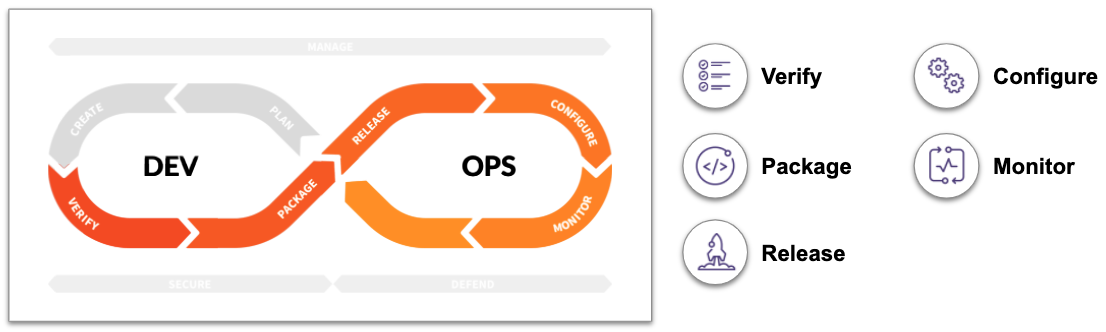 MANAGE
CREATE
PLAN
RELEASE
CONFIGURE
DEV
OPS
VERIFY
PACKAGE
MONITOR
SECURE
DEFEND
Verify
Configure
Package
Monitor
Release